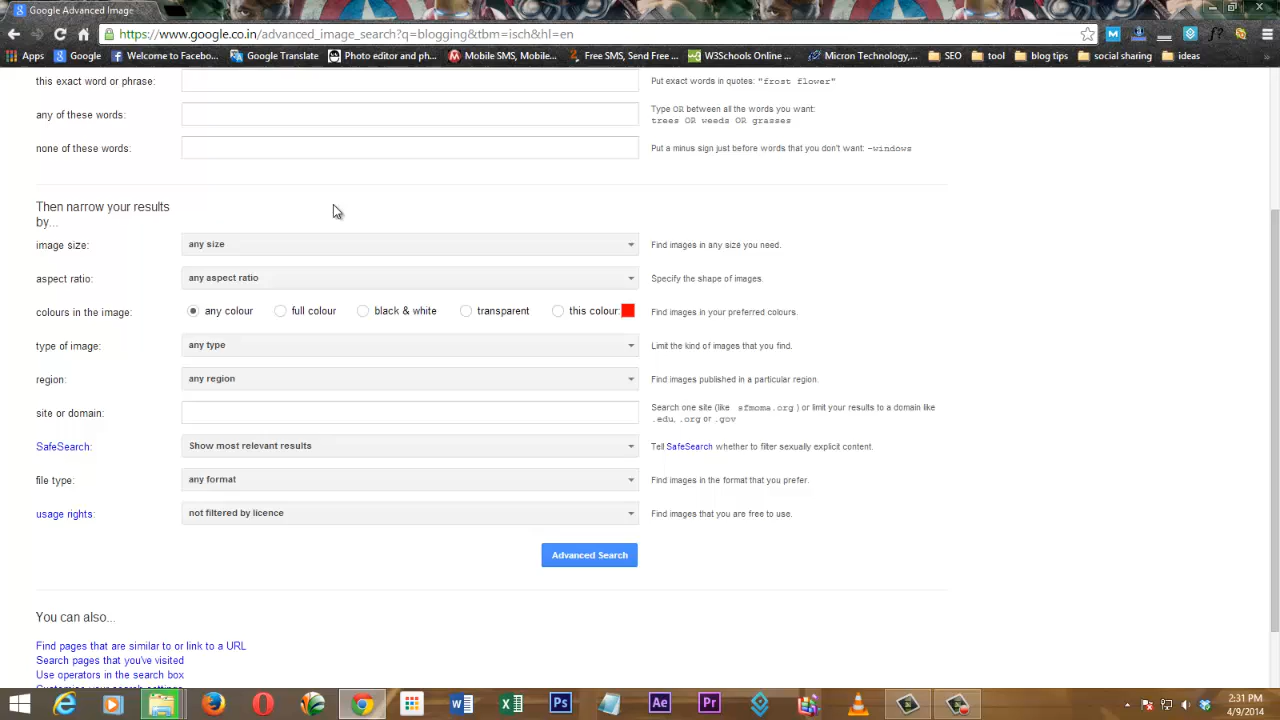 Google Advanced Image
https://www.google.co.in/advanced_image_search?q=blogging&tbm=isch&hl=en
Apps Google Welcome to Facebo... Google Translate Photo editor and ph... Mobile SMS, Mobile... Free SMS, Send Free... W3Schools Online ... Micron Technology,... SEO tool blog tips social sharing ideas
this exact word or phrase: Put exact words in quotes: "frost flower"
any of these words: Type OR between all the words you want:
trees OR weeds OR grasses
none of these words: Put a minus sign just before words that you don't want: -windows
Then narrow your results
by...
image size: any size Find images in any size you need.
aspect ratio: any aspect ratio Specify the shape of images.
colours in the image: any colour full colour black & white transparent this colour: Find images in your preferred colours.
type of image: any type Limit the kind of images that you find.
region: any region Find images published in a particular region.
site or domain: Search one site (like sfmoma.org ) or limit your results to a domain like
.edu, .org or .gov
SafeSearch: Show most relevant results Tell SafeSearch whether to filter sexually explicit content.
file type: any format Find images in the format that you prefer.
usage rights: not filtered by licence Find images that you are free to use.
Advanced Search
You can also...
Find pages that are similar to or link to a URL
Search pages that you've visited
Use operators in the search box
Customise your search settings
Ps Ae Pr
2:31 PM
4/9/2014